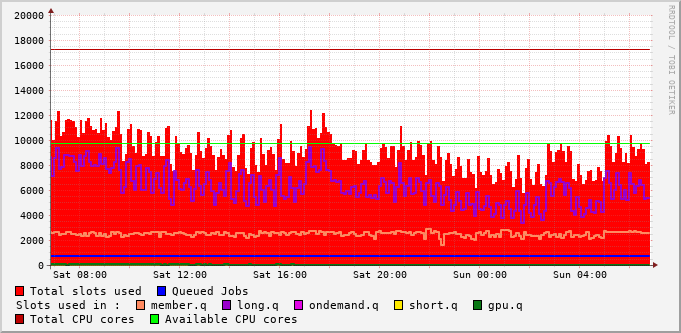 RRDTOOL / TOBI OETIKER
20000
18000
16000
14000
12000
10000
8000
6000
4000
2000
0
Sat 08:00 Sat 12:00 Sat 16:00 Sat 20:00 Sun 00:00 Sun 04:00
Total slots used Queued Jobs
Slots used in : member.q long.q ondemand.q short.q gpu.q
Total CPU cores Available CPU cores